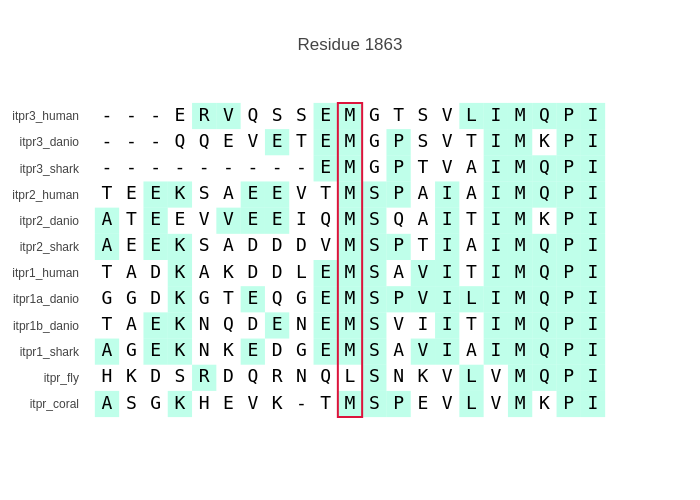 Residue 1863
itpr3_human - - - E R V Q S S E M G T S V L I M Q P I
itpr3_danio - - - Q Q E V E T E M G P S V T I M K P I
itpr3_shark - - - - - - - - - E M G P T V A I M Q P I
itpr2_human T E E K S A E E V T M S P A I A I M Q P I
itpr2_danio A T E E V V E E I Q M S Q A I T I M K P I
itpr2_shark A E E K S A D D D V M S P T I A I M Q P I
itpr1_human T A D K A K D D L E M S A V I T I M Q P I
itpr1a_danio G G D K G T E Q G E M S P V I L I M Q P I
itpr1b_danio T A E K N Q D E N E M S V I I T I M Q P I
itpr1_shark A G E K N K E D G E M S A V I A I M Q P I
itpr_fly H K D S R D Q R N Q L S N K V L V M Q P I
itpr_coral A S G K H E V K - T M S P E V L V M K P I